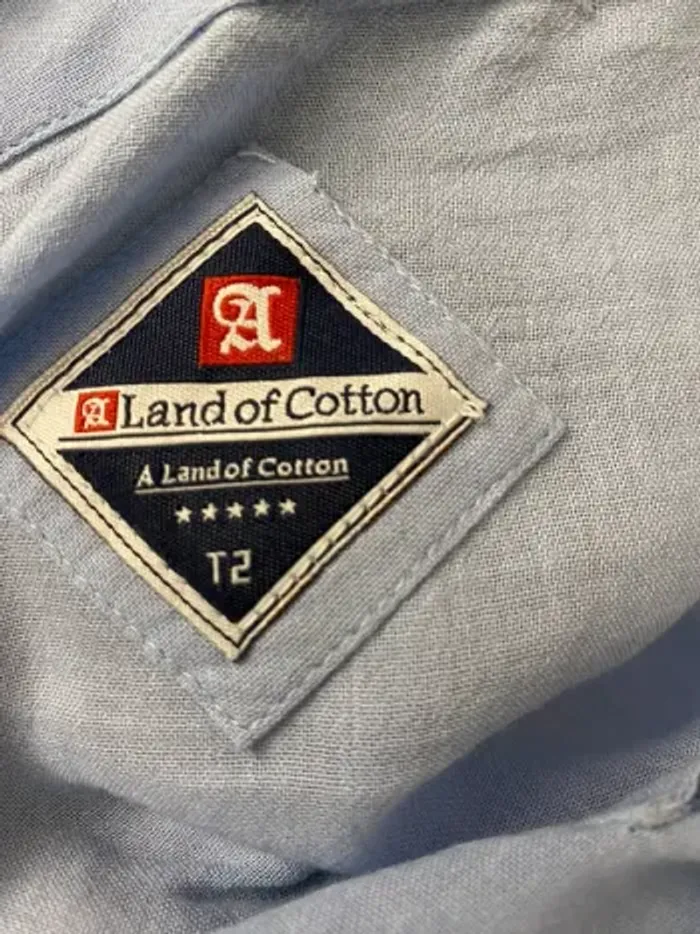 A
A Land of Cotton
A Land of Cotton
★★★★★
T2